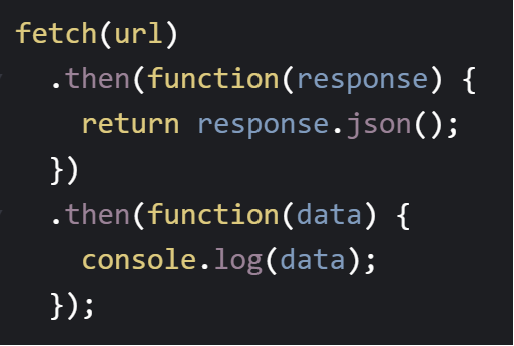 fetch(url)
  .then(function(response) {
    return response.json();
  })
  .then(function(data) {
    console.log(data);
  });